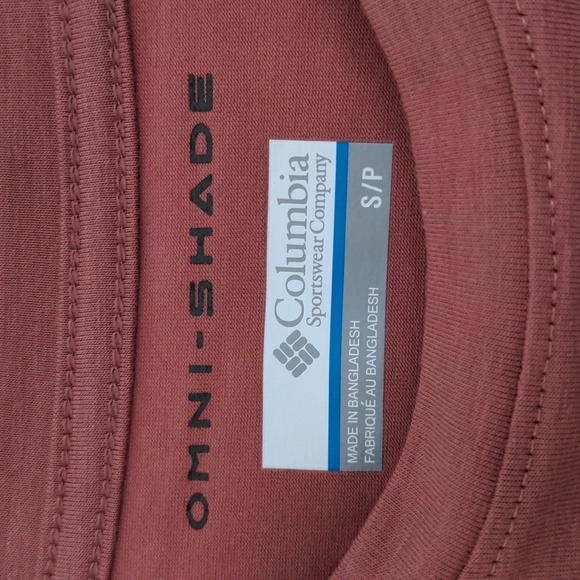 OMNI-SHADE
Columbia
Sportswear Company
S/P
MADE IN BANGLADESH
FABRIQUÉ AU BANGLADESH